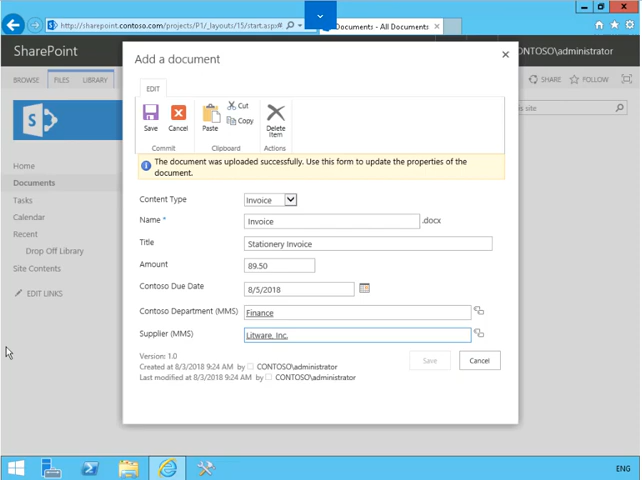 http://sharepoint.contoso.com/projects/P1/_layouts/15/start.aspx#
Documents - All Documents
SharePoint
CONTOSO\administrator
BROWSE FILES LIBRARY
SHARE FOLLOW
Home
Documents
Tasks
Calendar
Recent
Drop Off Library
Site Contents
EDIT LINKS
Add a document
EDIT
Save
Cancel
Paste
Cut
Copy
Delete
Item
Commit
Clipboard
Actions
The document was uploaded successfully. Use this form to update the properties of the
document.
Content Type Invoice
Name * Invoice .docx
Title Stationery Invoice
Amount 89.50
Contoso Due Date 8/5/2018
Contoso Department (MMS) Finance
Supplier (MMS) Litware, Inc.
Version: 1.0
Created at 8/3/2018 9:24 AM by CONTOSO\administrator
Last modified at 8/3/2018 9:24 AM by CONTOSO\administrator
Save Cancel
this site
ENG